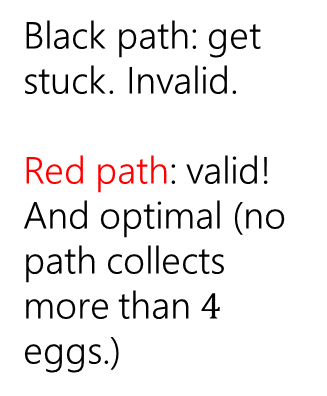 Black path: get
stuck. Invalid.
Red path: valid!
And optimal (no
path collects
more than 4
eggs.)